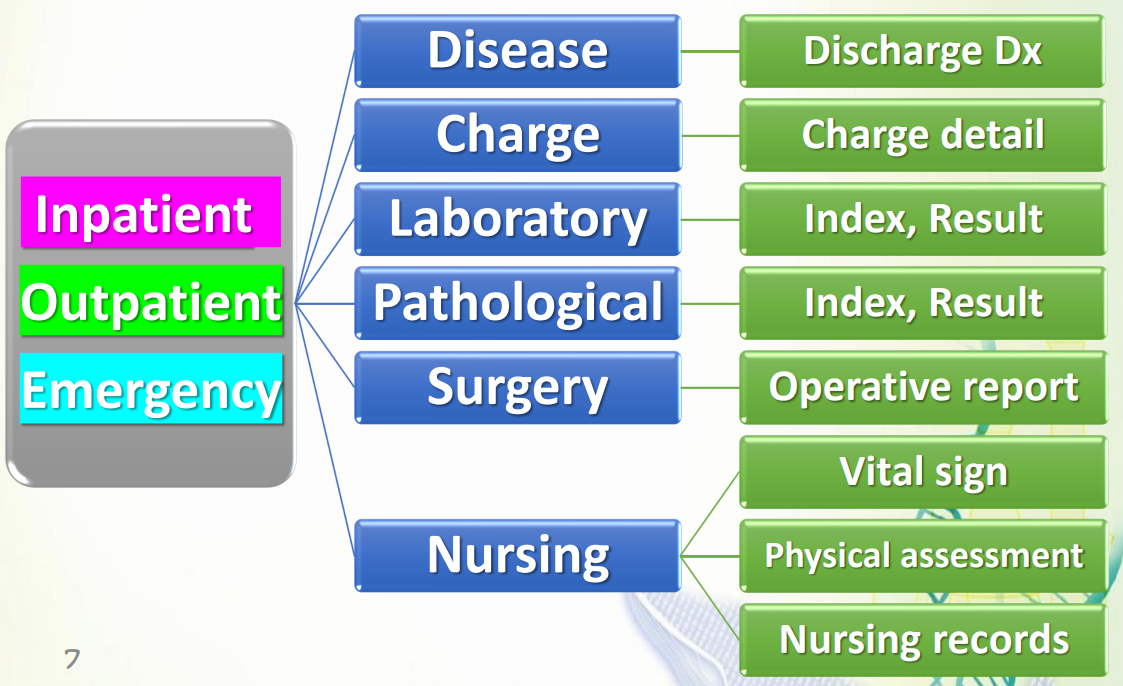 Inpatient
Outpatient
Emergency
Disease
Discharge Dx
Charge
Charge detail
Laboratory
Index, Result
Pathological
Index, Result
Surgery
Operative report
Nursing
Vital sign
Physical assessment
Nursing records
7